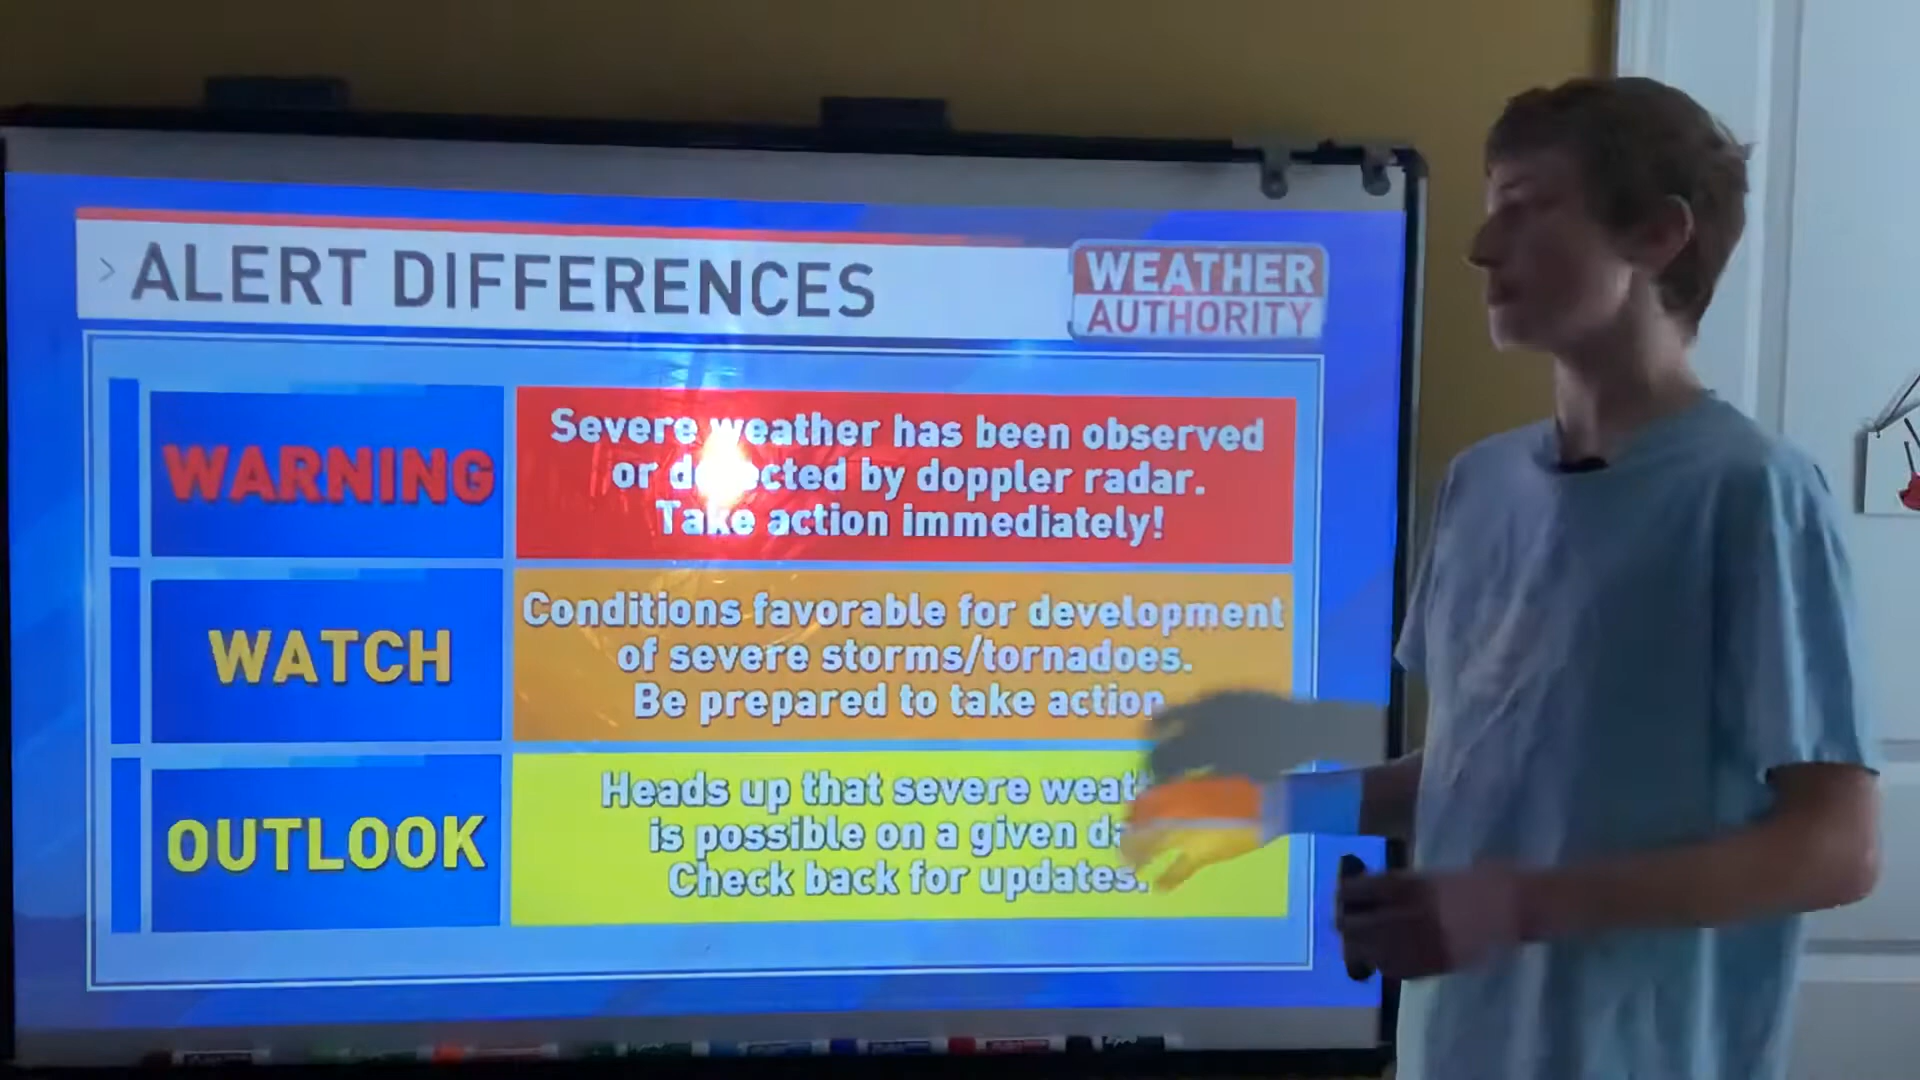 > ALERT DIFFERENCES
WEATHER
AUTHORITY
WARNING
Severe weather has been observed
or detected by doppler radar.
Take action immediately!
WATCH
Conditions favorable for development
of severe storms/tornadoes.
Be prepared to take action
OUTLOOK
Heads up that severe weat
is possible on a given da
Check back for updates.